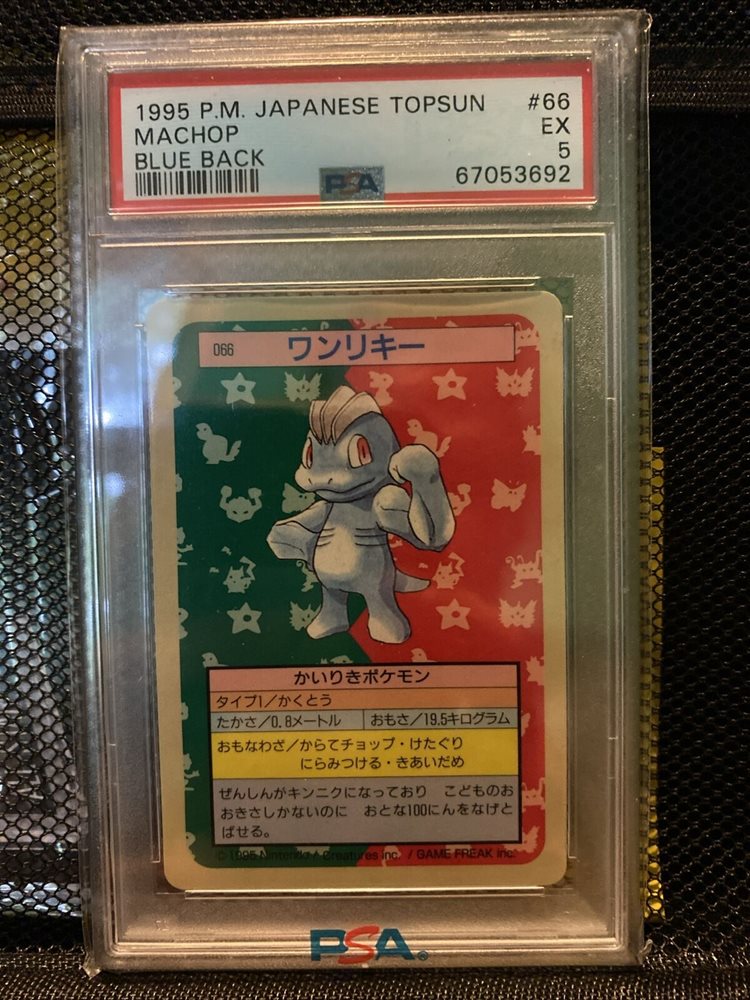 1995 P.M. JAPANESE TOPSUN #66
MACHOP EX
BLUE BACK 5
PSA 67053692
066 ワンリキー
かいりきポケモン
タイプ1/かくとう
たかさ/0.8メートル おもさ/19.5キログラム
おもなわざ/からてチョップ・けたぐり
にらみつける・きあいだめ
ぜんしんがキンニクになっており こどものお
おきさしかないのに おとな100にんをなげと
ばせる。
©1995 Nintendo / Creatures inc. / GAME FREAK inc.
PSA®